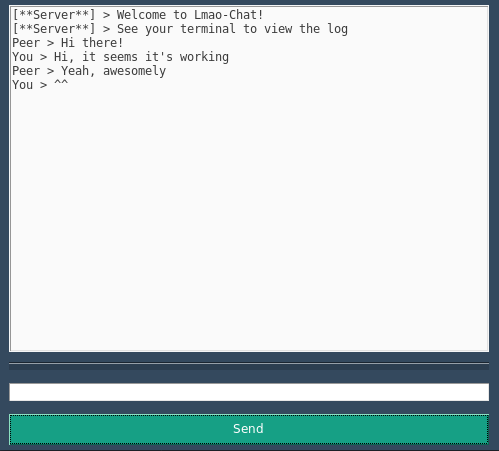 [**Server**] > Welcome to Lmao-Chat!
[**Server**] > See your terminal to view the log
Peer > Hi there!
You > Hi, it seems it's working
Peer > Yeah, awesomely
You > ^^
Send